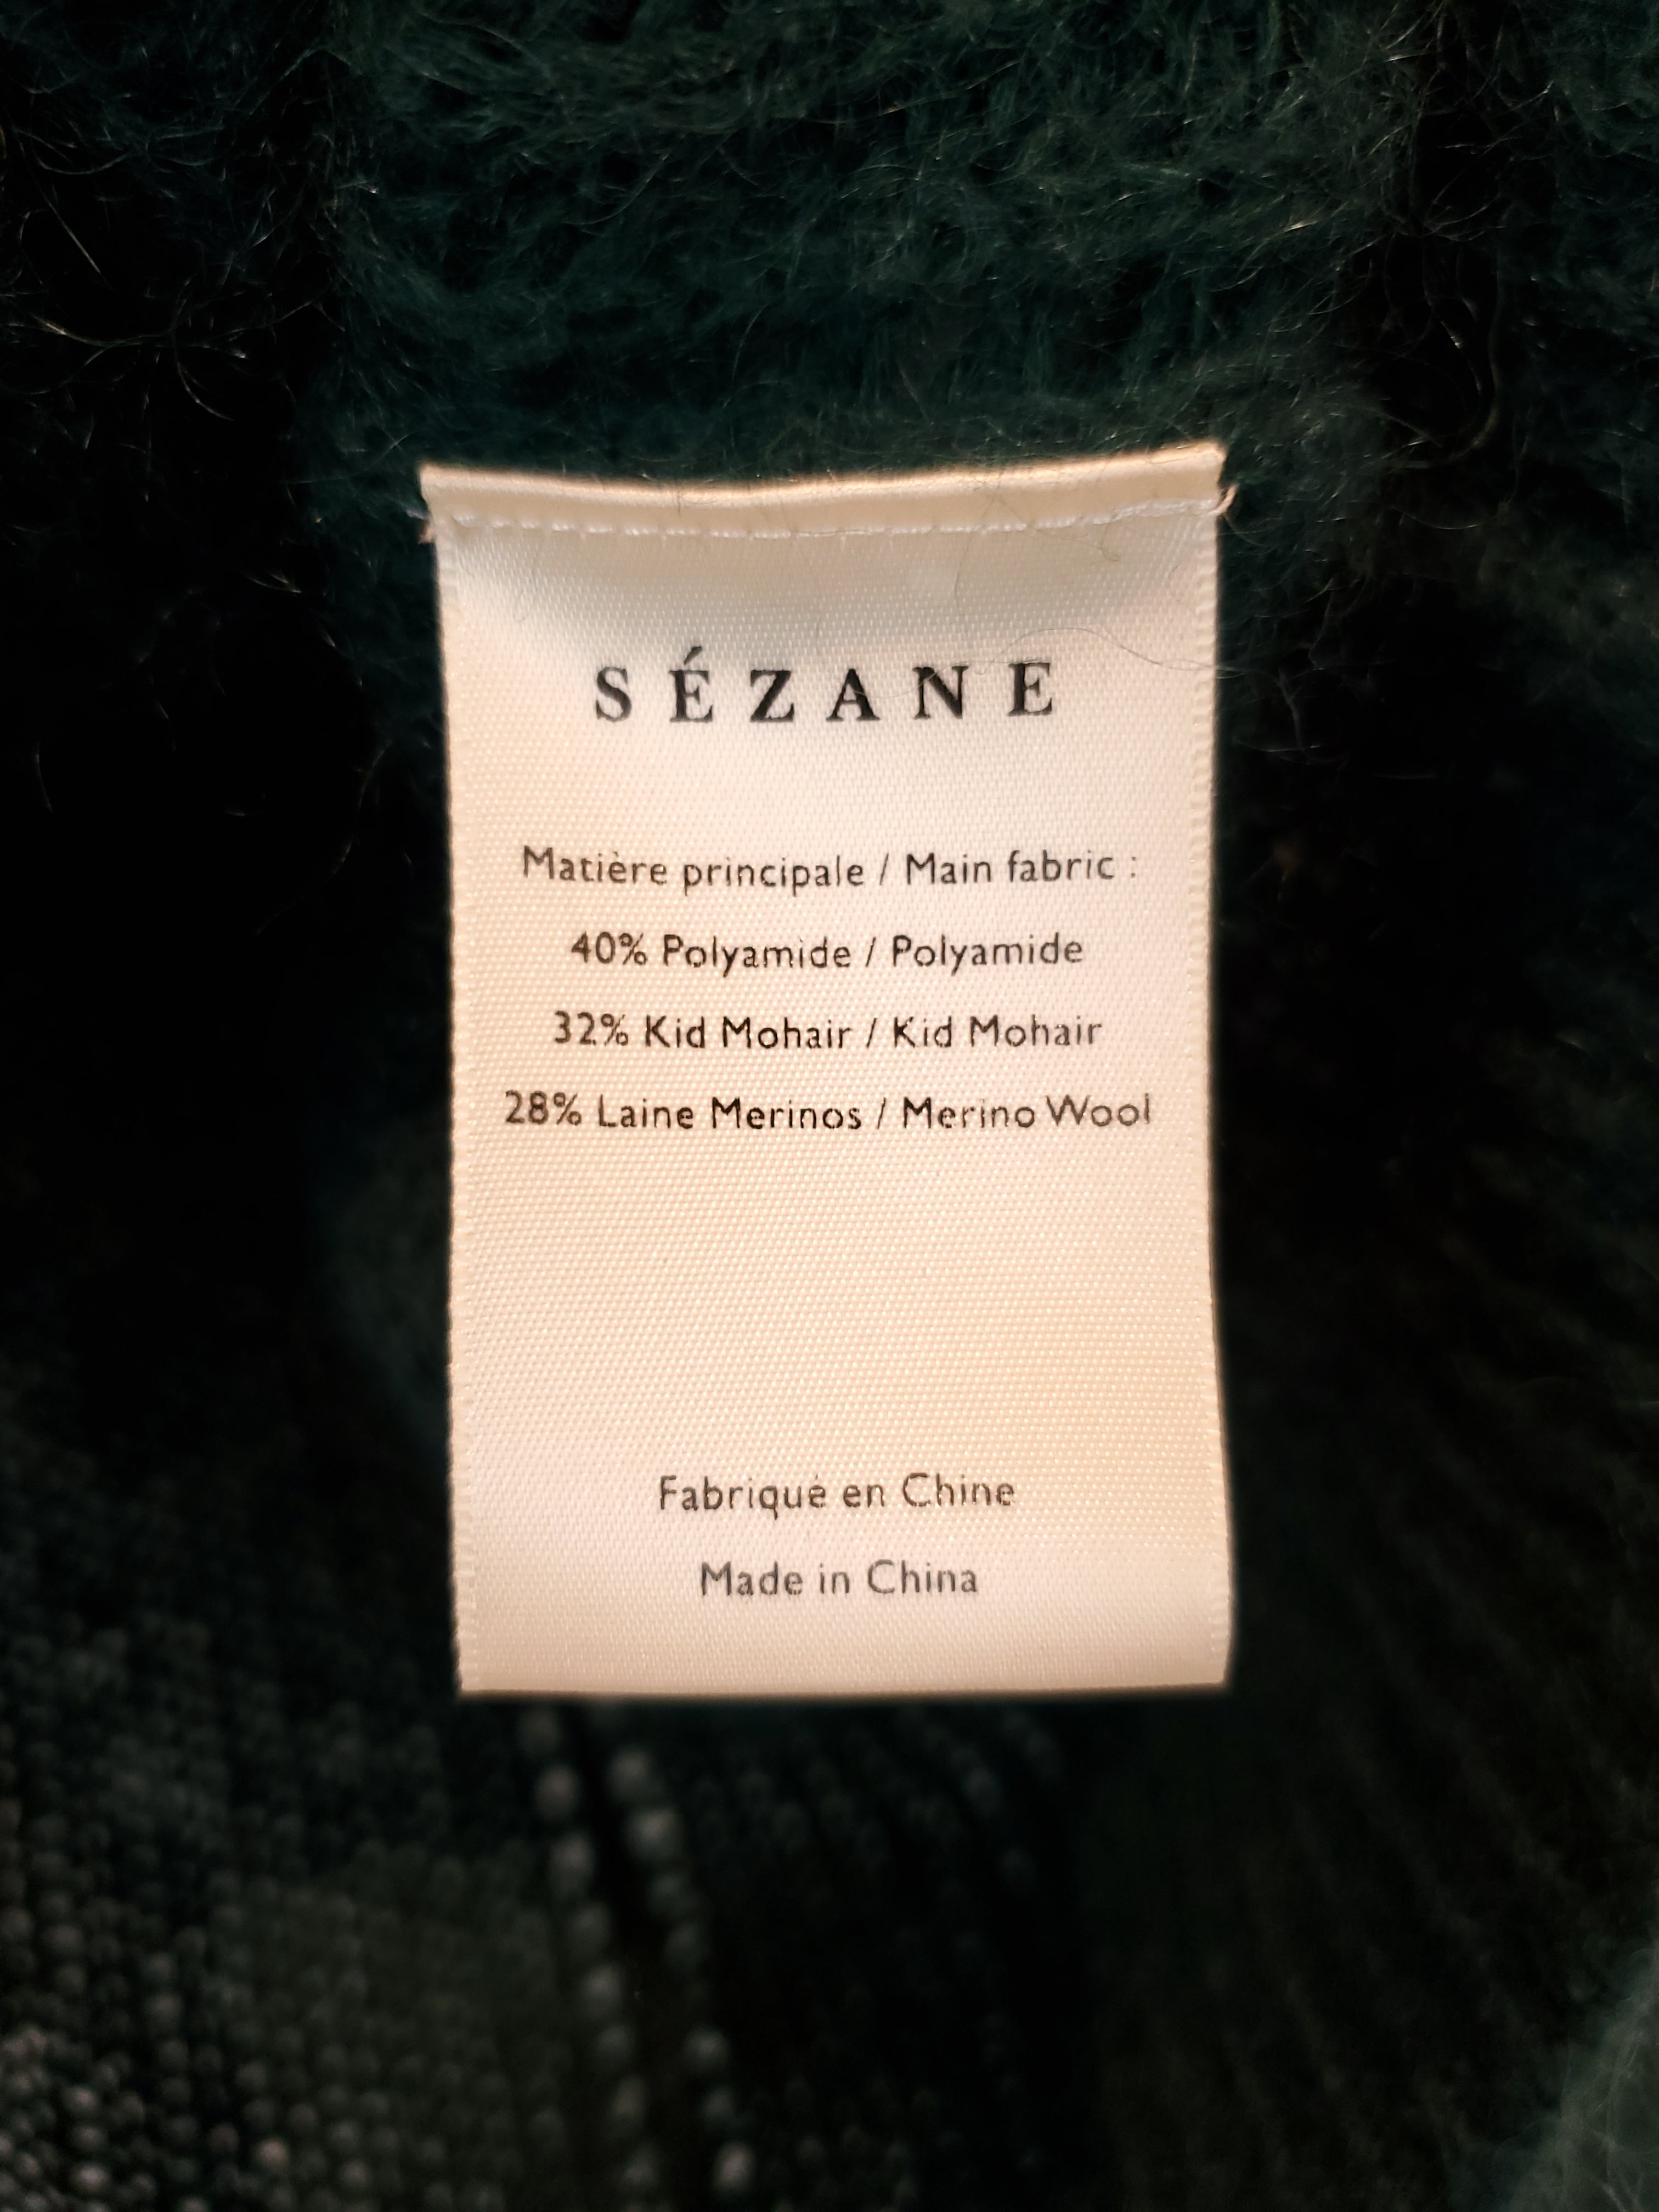 SÉZANE
Matière principale / Main fabric :
40% Polyamide / Polyamide
32% Kid Mohair / Kid Mohair
28% Laine Merinos / Merino Wool
Fabriqué en Chine
Made in China